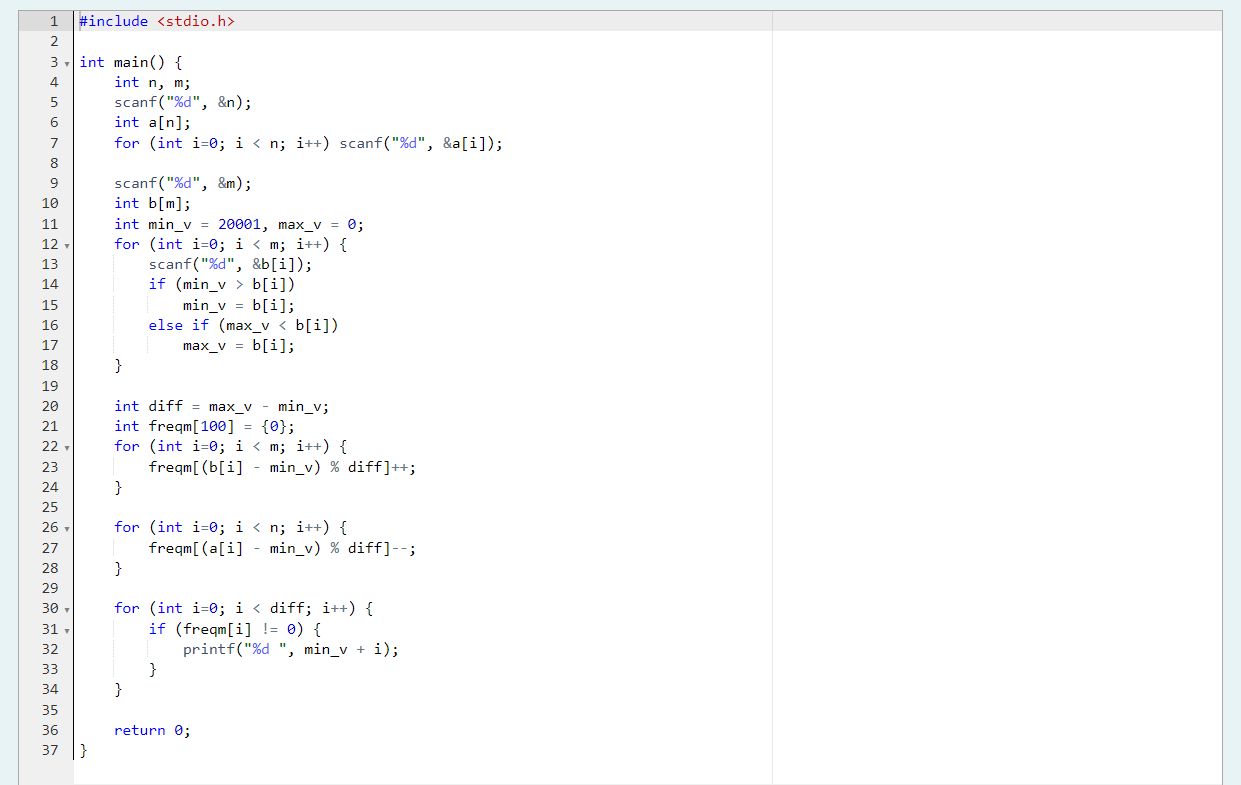 1 #include <stdio.h>
2
3 int main() {
4     int n, m;
5     scanf("%d", &n);
6     int a[n];
7     for (int i=0; i < n; i++) scanf("%d", &a[i]);
8
9     scanf("%d", &m);
10     int b[m];
11     int min_v = 20001, max_v = 0;
12     for (int i=0; i < m; i++) {
13         scanf("%d", &b[i]);
14         if (min_v > b[i])
15             min_v = b[i];
16         else if (max_v < b[i])
17             max_v = b[i];
18     }
19
20     int diff = max_v - min_v;
21     int freqm[100] = {0};
22     for (int i=0; i < m; i++) {
23         freqm[(b[i] - min_v) % diff]++;
24     }
25
26     for (int i=0; i < n; i++) {
27         freqm[(a[i] - min_v) % diff]--;
28     }
29
30     for (int i=0; i < diff; i++) {
31         if (freqm[i] != 0) {
32             printf("%d ", min_v + i);
33         }
34     }
35
36     return 0;
37 }